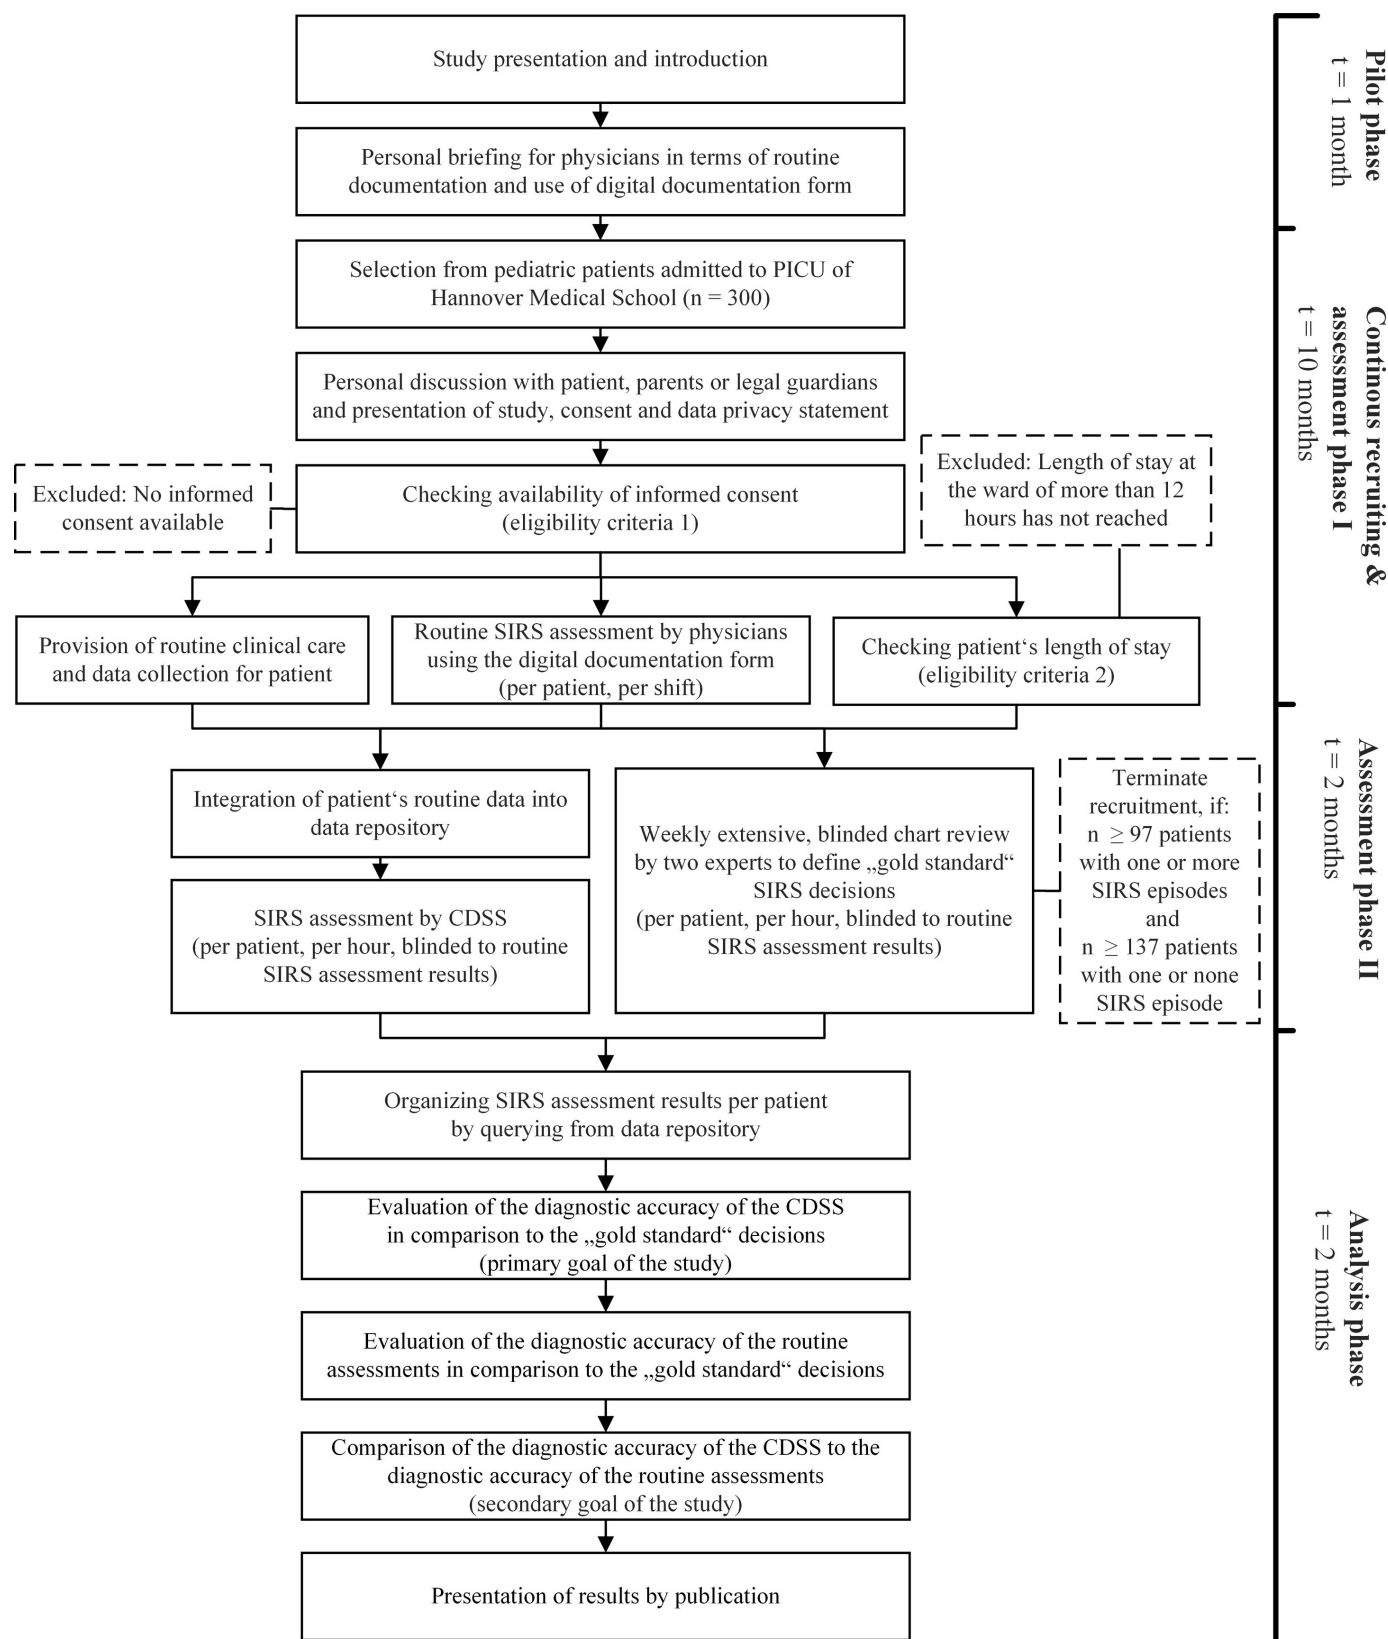 Study presentation and introduction
Pilot phase
t = 1 month
Personal briefing for physicians in terms of routine
documentation and use of digital documentation form
Selection from pediatric patients admitted to PICU of
Hannover Medical School (n = 300)
Continous recruiting &
assessment phase I
t = 10 months
Personal discussion with patient, parents or legal guardians
and presentation of study, consent and data privacy statement
Excluded: No informed
consent available
Checking availability of informed consent
(eligibility criteria 1)
Excluded: Length of stay at
the ward of more than 12
hours has not reached
Provision of routine clinical care
and data collection for patient
Routine SIRS assessment by physicians
using the digital documentation form
(per patient, per shift)
Checking patient‘s length of stay
(eligibility criteria 2)
Assessment phase II
t = 2 months
Integration of patient‘s routine data into
data repository
SIRS assessment by CDSS
(per patient, per hour, blinded to routine
SIRS assessment results)
Weekly extensive, blinded chart review
by two experts to define „gold standard“
SIRS decisions
(per patient, per hour, blinded to routine
SIRS assessment results)
Terminate
recruitment, if:
n ≥ 97 patients
with one or more
SIRS episodes
and
n ≥ 137 patients
with one or none
SIRS episode
Organizing SIRS assessment results per patient
by querying from data repository
Analysis phase
t = 2 months
Evaluation of the diagnostic accuracy of the CDSS
in comparison to the „gold standard“ decisions
(primary goal of the study)
Evaluation of the diagnostic accuracy of the routine
assessments in comparison to the „gold standard“ decisions
Comparison of the diagnostic accuracy of the CDSS to the
diagnostic accuracy of the routine assessments
(secondary goal of the study)
Presentation of results by publication